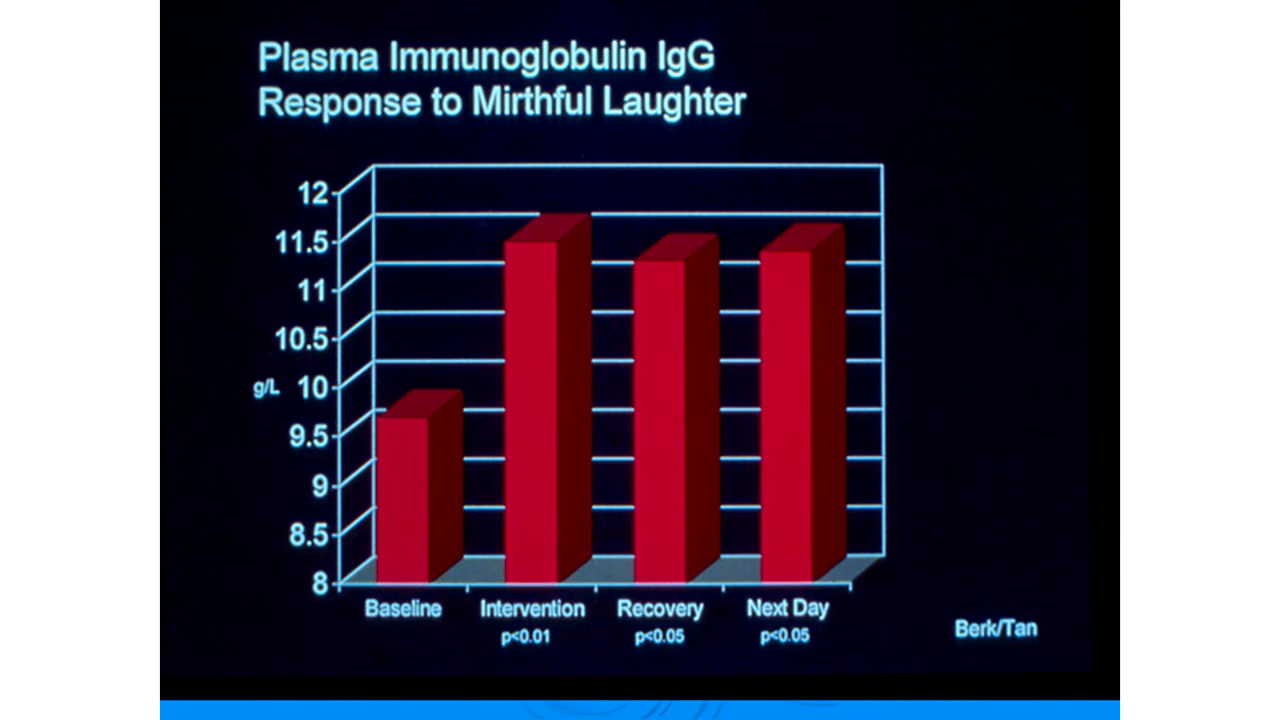 Plasma Immunoglobulin IgG
Response to Mirthful Laughter
12
11.5
11
10.5
g/L 10
9.5
9
8.5
8
Baseline Intervention Recovery Next Day
p<0.01 p<0.05 p<0.05
Berk/Tan